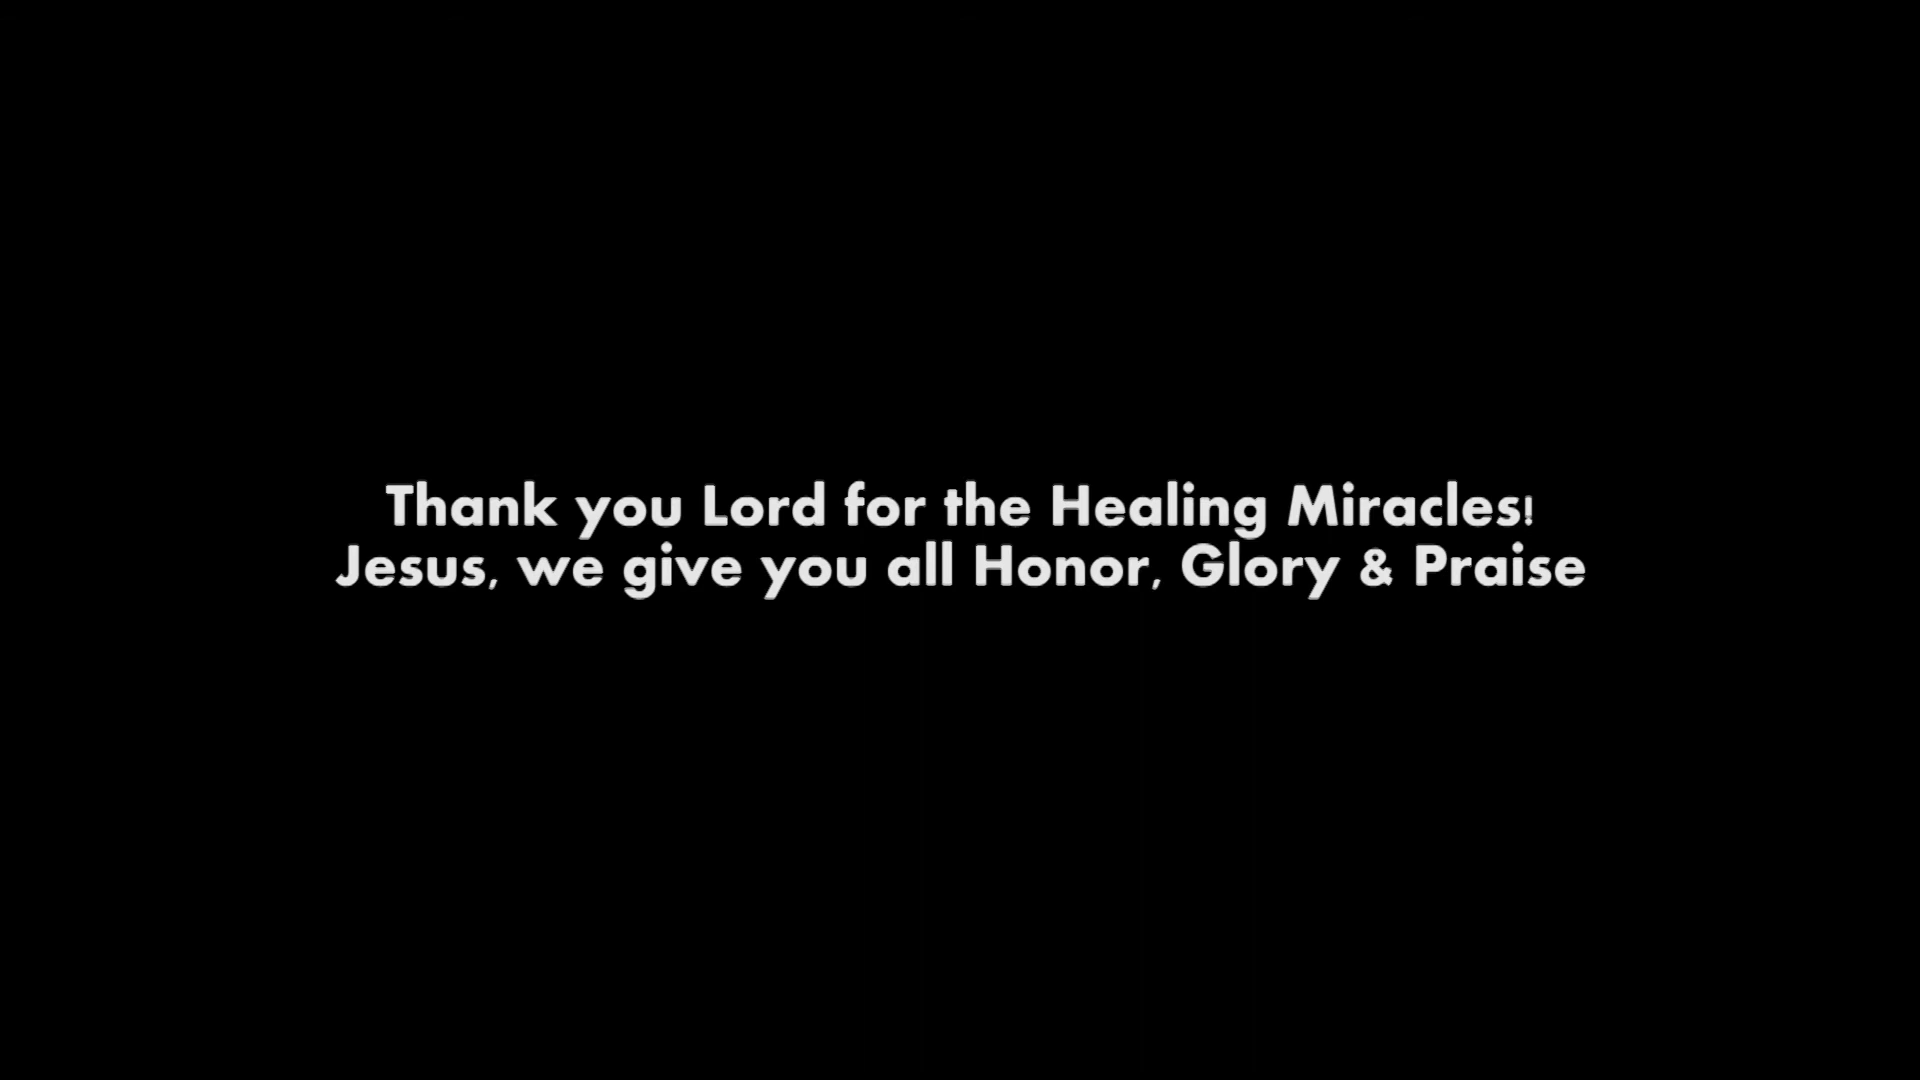 Thank you Lord for the Healing Miracles!
Jesus, we give you all Honor, Glory & Praise